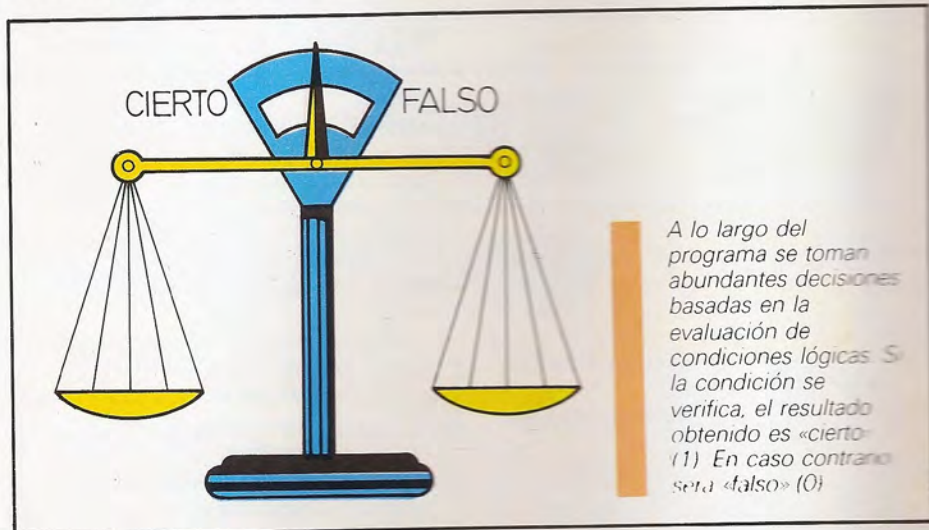 CIERTO
FALSO
A lo largo del
programa se toman
abundantes decisiones
basadas en la
evaluación de
condiciones lógicas. Si
la condición se
verifica, el resultado
obtenido es «cierto»
(1) En caso contrario
será «falso» (0)